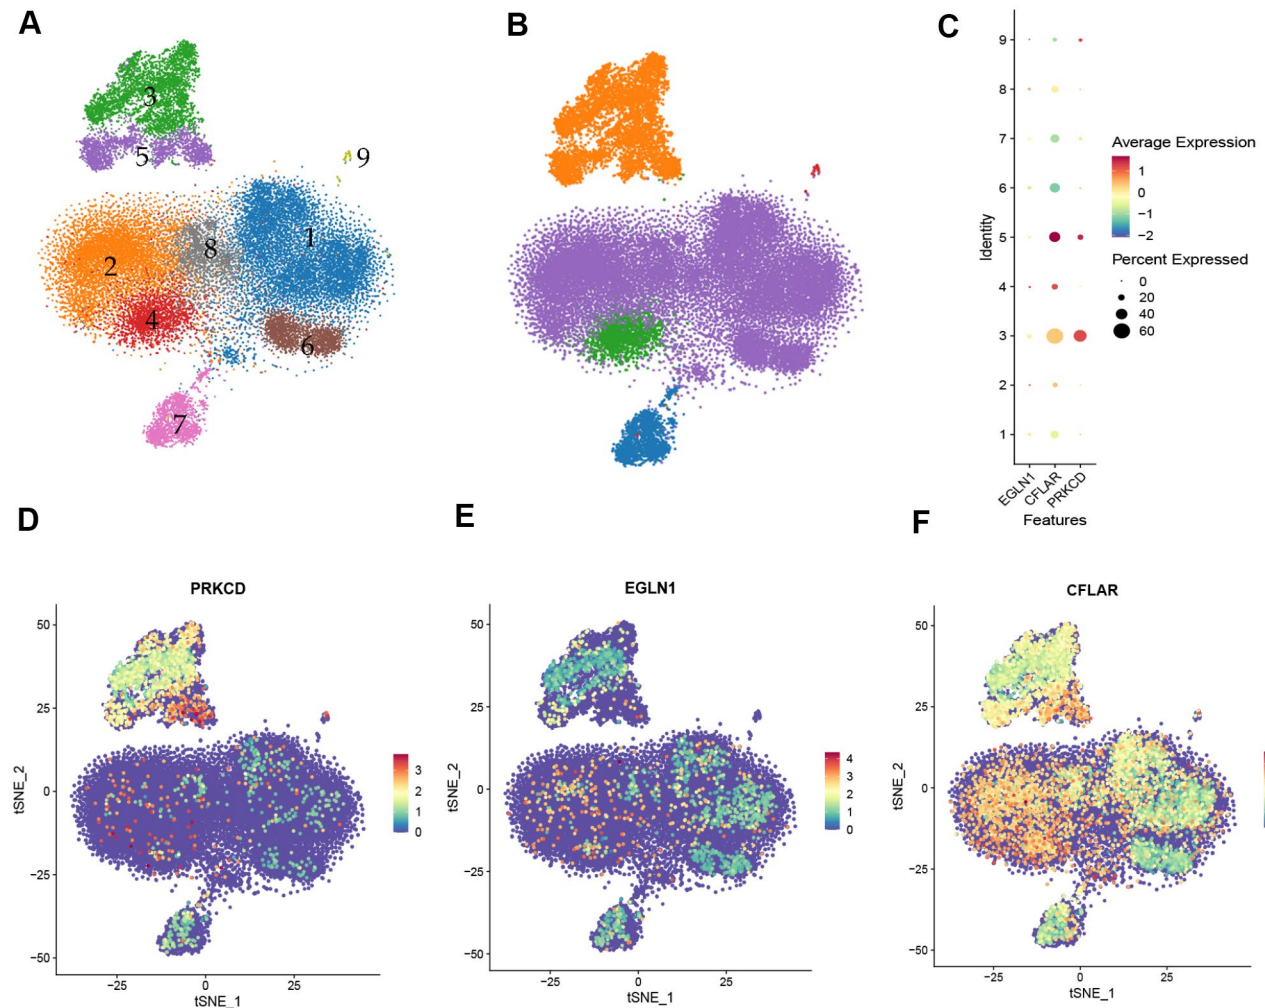 A
B
C
3
5
9
1
8
2
4
6
7
9
8
7
6
5
4
3
2
1
Identity
EGLN1
CFLAR
PRKCD
Features
Average Expression
1
0
−1
−2
Percent Expressed
0
20
40
60
D
E
F
PRKCD
50
25
0
−25
−50
tSNE_2
−25
0
25
tSNE_1
3
2
1
0
EGLN1
50
25
0
−25
−50
tSNE_2
−25
0
25
tSNE_1
4
3
2
1
0
CFLAR
50
25
0
−25
−50
tSNE_2
−25
0
25
tSNE_1